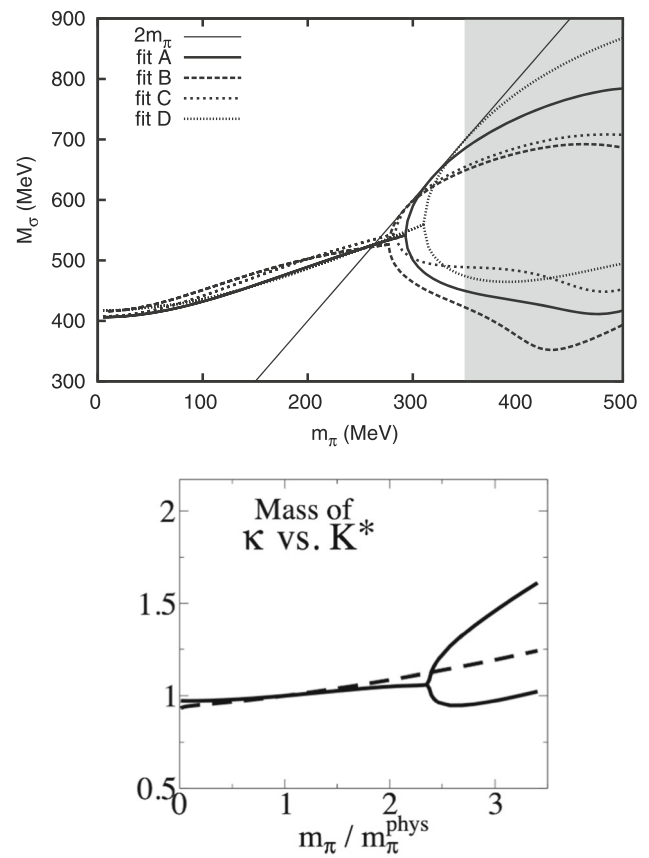 900
800
700
600
500
400
300
M_σ (MeV)
2m_π
fit A
fit B
fit C
fit D
0 100 200 300 400 500
m_π (MeV)
Mass of
κ vs. K*
2
1.5
1
0.5
0 1 2 3
m_π / m_π^phys